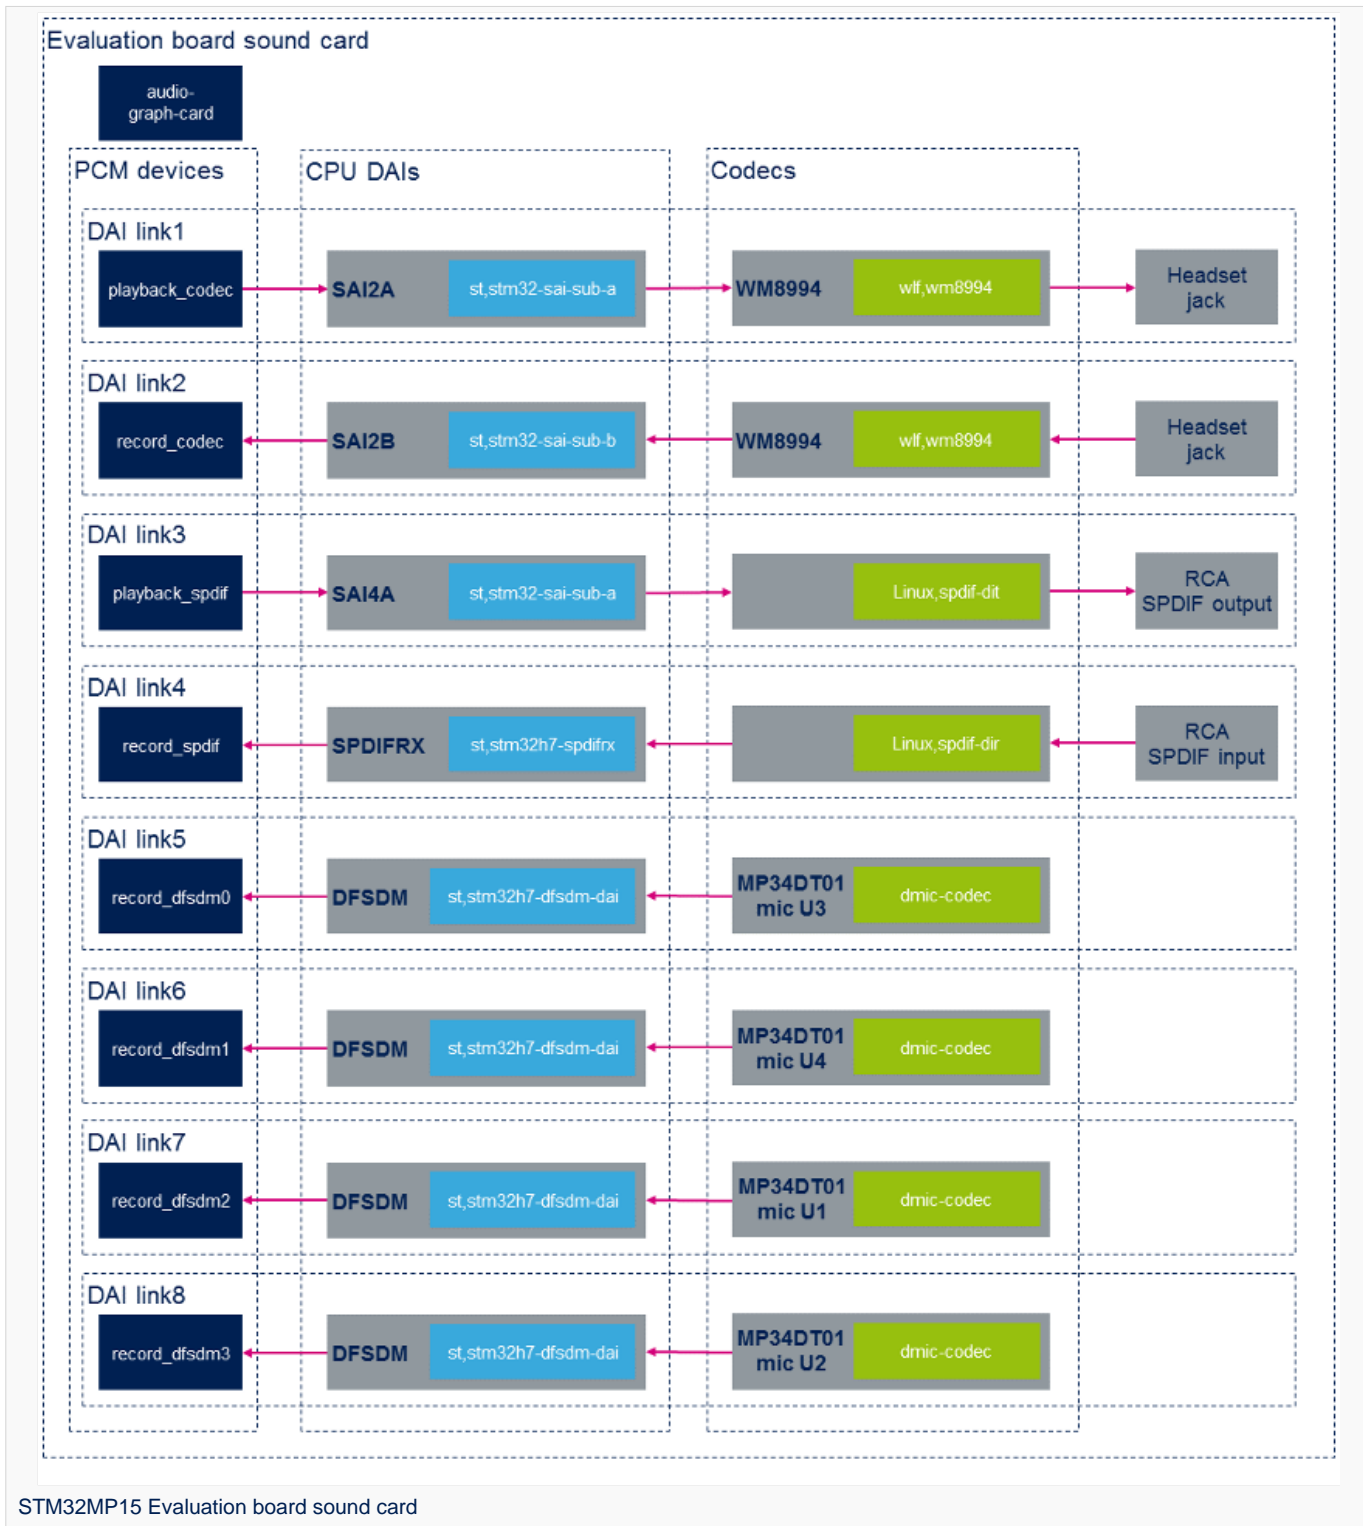 Evaluation board sound card
audio-
graph-card
PCM devices
CPU DAIs
Codecs
DAI link1
playback_codec
SAI2A
st,stm32-sai-sub-a
WM8994
wlf,wm8994
Headset
jack
DAI link2
record_codec
SAI2B
st,stm32-sai-sub-b
WM8994
wlf,wm8994
Headset
jack
DAI link3
playback_spdif
SAI4A
st,stm32-sai-sub-a
Linux,spdif-dit
RCA
SPDIF output
DAI link4
record_spdif
SPDIFRX
st,stm32h7-spdifrx
Linux,spdif-dir
RCA
SPDIF input
DAI link5
record_dfsdm0
DFSDM
st,stm32h7-dfsdm-dai
MP34DT01
mic U3
dmic-codec
DAI link6
record_dfsdm1
DFSDM
st,stm32h7-dfsdm-dai
MP34DT01
mic U4
dmic-codec
DAI link7
record_dfsdm2
DFSDM
st,stm32h7-dfsdm-dai
MP34DT01
mic U1
dmic-codec
DAI link8
record_dfsdm3
DFSDM
st,stm32h7-dfsdm-dai
MP34DT01
mic U2
dmic-codec
STM32MP15 Evaluation board sound card